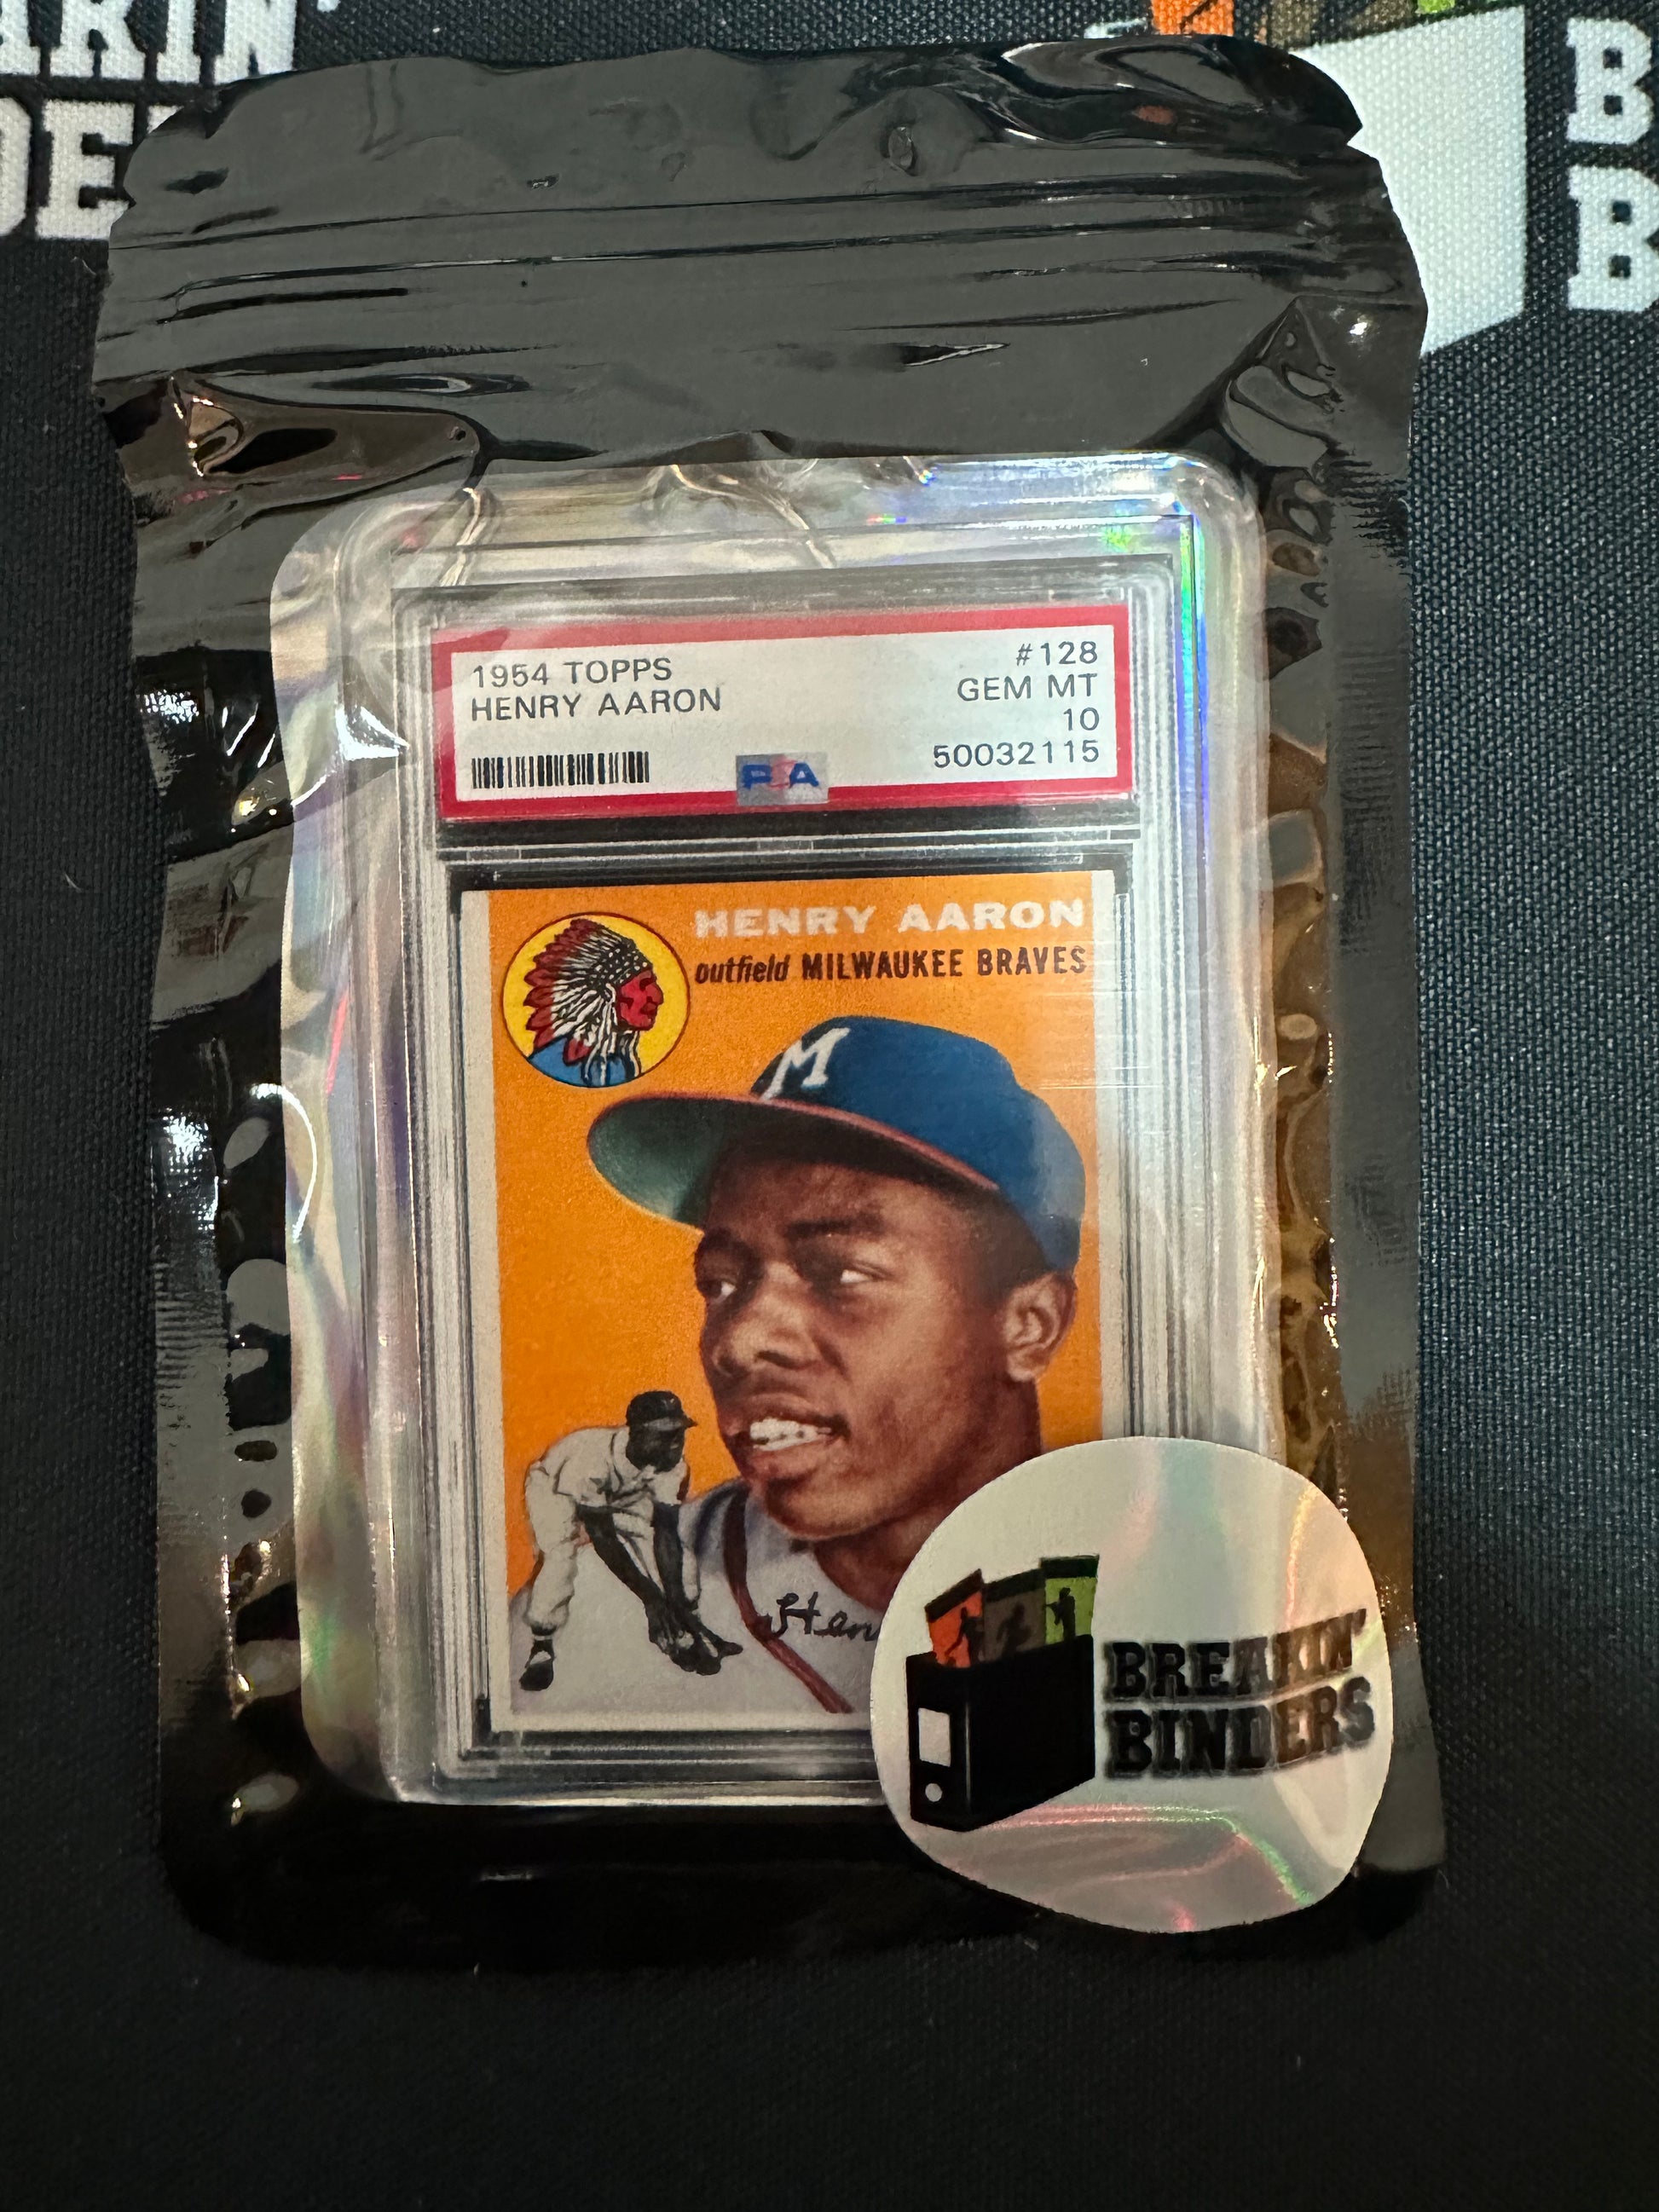 1954 TOPPS
HENRY AARON
#128
GEM MT
10
50032115
PSA
HENRY AARON
outfield MILWAUKEE BRAVES
M
BREAKIN'
BINDERS